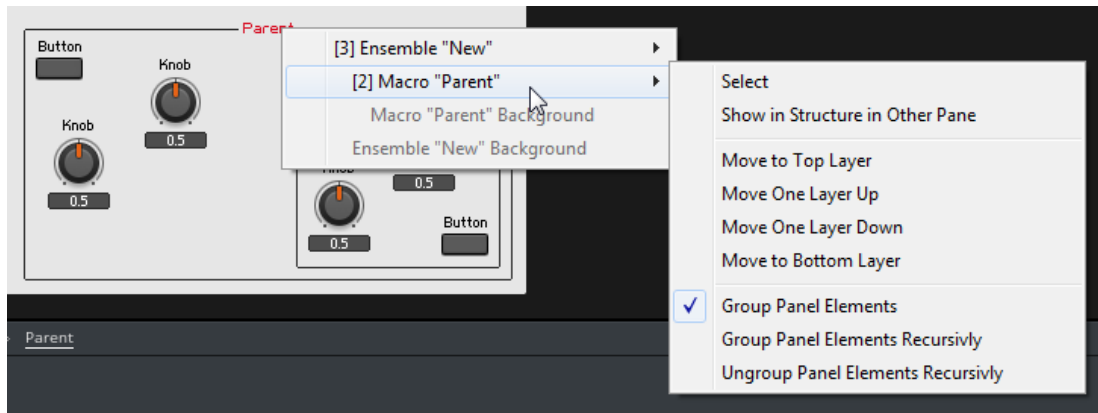 Parent
Button
Knob
0.5
Knob
0.5
0.5
0.5
Button
[3] Ensemble "New"
[2] Macro "Parent"
Macro "Parent" Background
Ensemble "New" Background
Select
Show in Structure in Other Pane
Move to Top Layer
Move One Layer Up
Move One Layer Down
Move to Bottom Layer
Group Panel Elements
Group Panel Elements Recursivly
Ungroup Panel Elements Recursivly
Parent